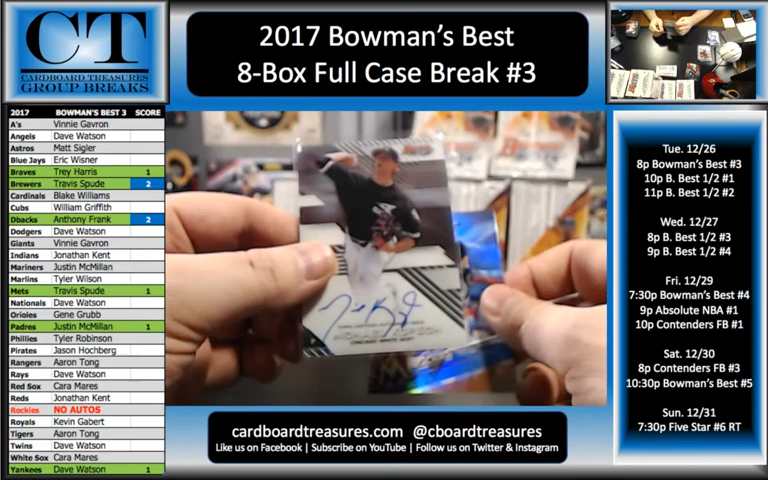 CT
CARDBOARD TREASURES
GROUP BREAKS
2017 Bowman's Best
8-Box Full Case Break #3
2017 BOWMAN'S BEST 3 SCORE
A's Vinnie Gavron
Angels Dave Watson
Astros Matt Sigler
Blue Jays Eric Wisner
Braves Trey Harris 1
Brewers Travis Spude 2
Cardinals Blake Williams
Cubs William Griffith
Dbacks Anthony Frank 2
Dodgers Dave Watson
Giants Vinnie Gavron
Indians Jonathan Kent
Mariners Justin McMillan
Marlins Tyler Wilson
Mets Travis Spude 1
Nationals Dave Watson
Orioles Gene Grubb
Padres Justin McMillan 1
Phillies Tyler Robinson
Pirates Jason Hochberg
Rangers Aaron Tong
Rays Dave Watson
Red Sox Cara Mares
Reds Jonathan Kent
Rockies NO AUTOS
Royals Kevin Gabert
Tigers Aaron Tong
Twins Dave Watson
White Sox Cara Mares
Yankees Dave Watson 1
CHICAGO WHITE SOX
cardboardtreasures.com @cboardtreasures
Like us on Facebook | Subscribe on YouTube | Follow us on Twitter & Instagram
Tue. 12/26
8p Bowman's Best #3
10p B. Best 1/2 #1
11p B. Best 1/2 #2
Wed. 12/27
8p B. Best 1/2 #3
9p B. Best 1/2 #4
Fri. 12/29
7:30p Bowman's Best #4
9p Absolute NBA #1
10p Contenders FB #1
Sat. 12/30
8p Contenders FB #3
10:30p Bowman's Best #5
Sun. 12/31
7:30p Five Star #6 RT